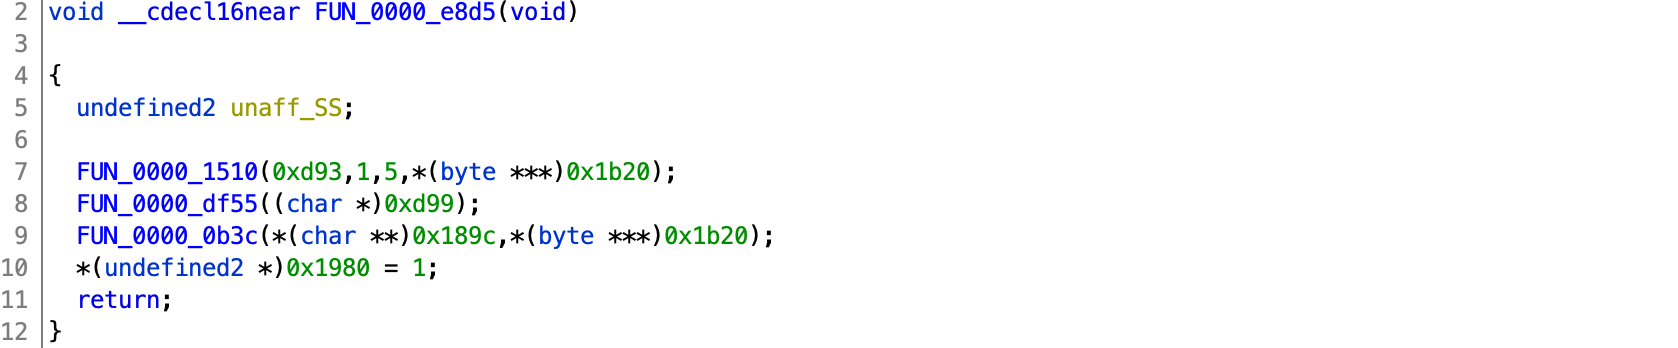 2 void __cdecl16near FUN_0000_e8d5(void)
3
4 {
5   undefined2 unaff_SS;
6
7   FUN_0000_1510(0xd93,1,5,*(byte ***)0x1b20);
8   FUN_0000_df55((char *)0xd99);
9   FUN_0000_0b3c(*(char **)0x189c,*(byte ***)0x1b20);
10   *(undefined2 *)0x1980 = 1;
11   return;
12 }